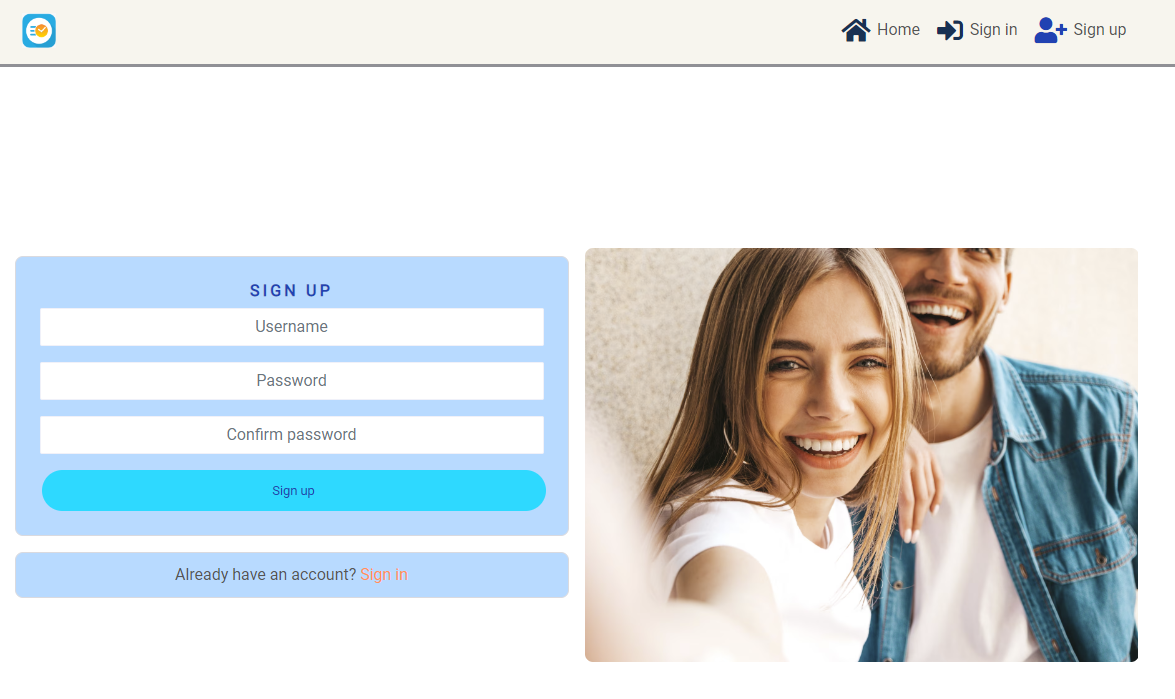 Home
Sign in
Sign up
SIGN UP
Username
Password
Confirm password
Sign up
Already have an account? Sign in